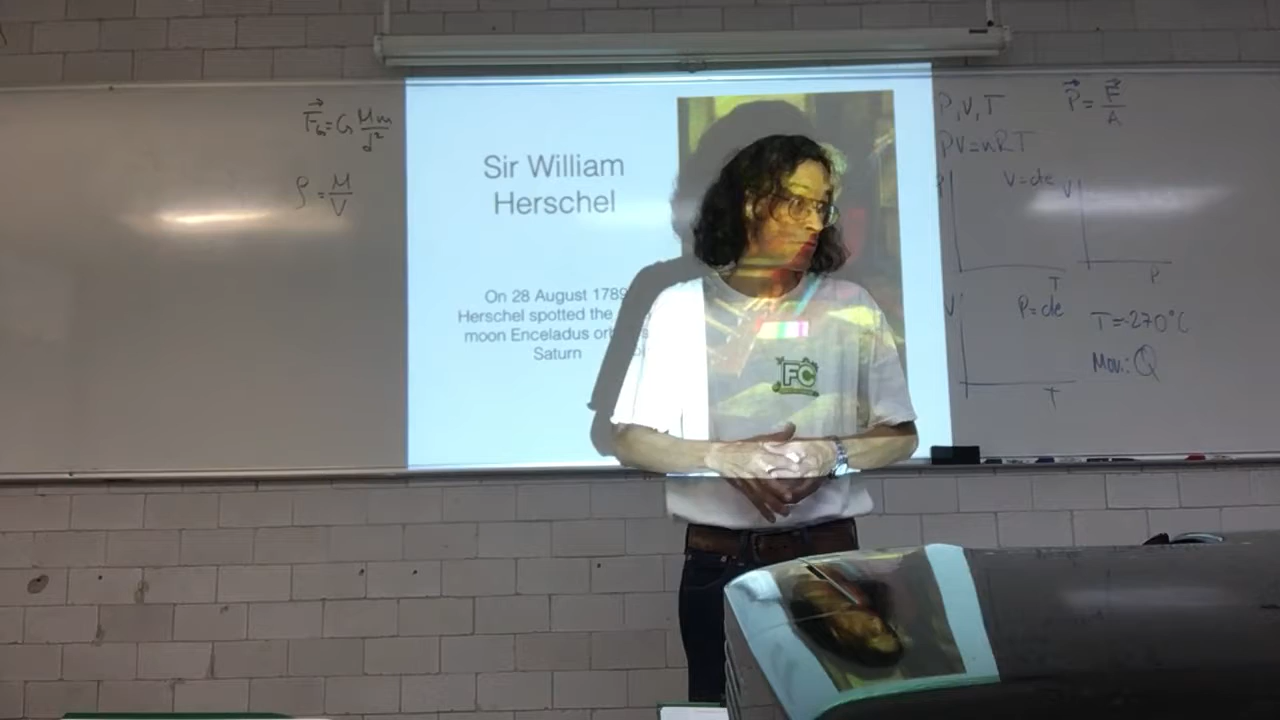 F⃗G = G Mm/d²
ρ = M/V
Sir William
Herschel
On 28 August 1789
Herschel spotted the
moon Enceladus
Saturn
FC
P, V, T
P⃗ = F⃗/A
PV = nRT
P
V = cte
T
V
P
V
P = cte
T
T = -270°C
Mov: Q